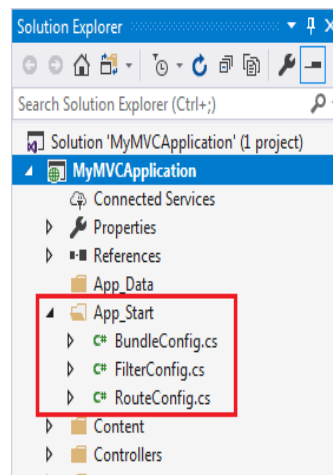 Solution Explorer
Search Solution Explorer (Ctrl+;)
Solution 'MyMVCApplication' (1 project)
MyMVCApplication
Connected Services
Properties
References
App_Data
App_Start
C# BundleConfig.cs
C# FilterConfig.cs
C# RouteConfig.cs
Content
Controllers